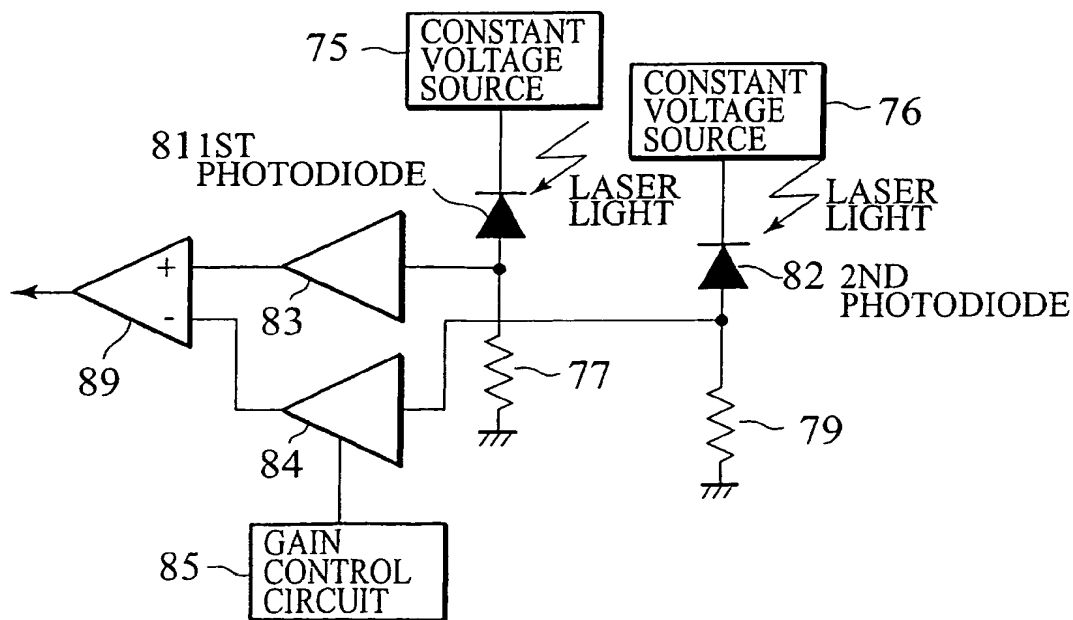 75
CONSTANT
VOLTAGE
SOURCE
CONSTANT
VOLTAGE
SOURCE
76
81 1ST
PHOTODIODE
LASER
LIGHT
LASER
LIGHT
82 2ND
PHOTODIODE
+
-
83
89
77
79
84
85
GAIN
CONTROL
CIRCUIT